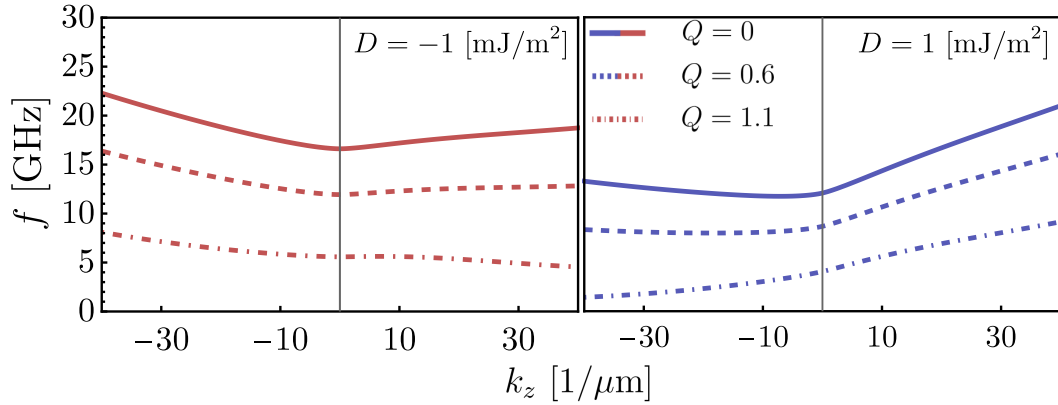 f [GHz]
30
25
20
15
10
5
0
D = −1 [mJ/m²]
Q = 0
Q = 0.6
Q = 1.1
D = 1 [mJ/m²]
−30 −10 10 30 −30 −10 10 30
k_z [1/μm]